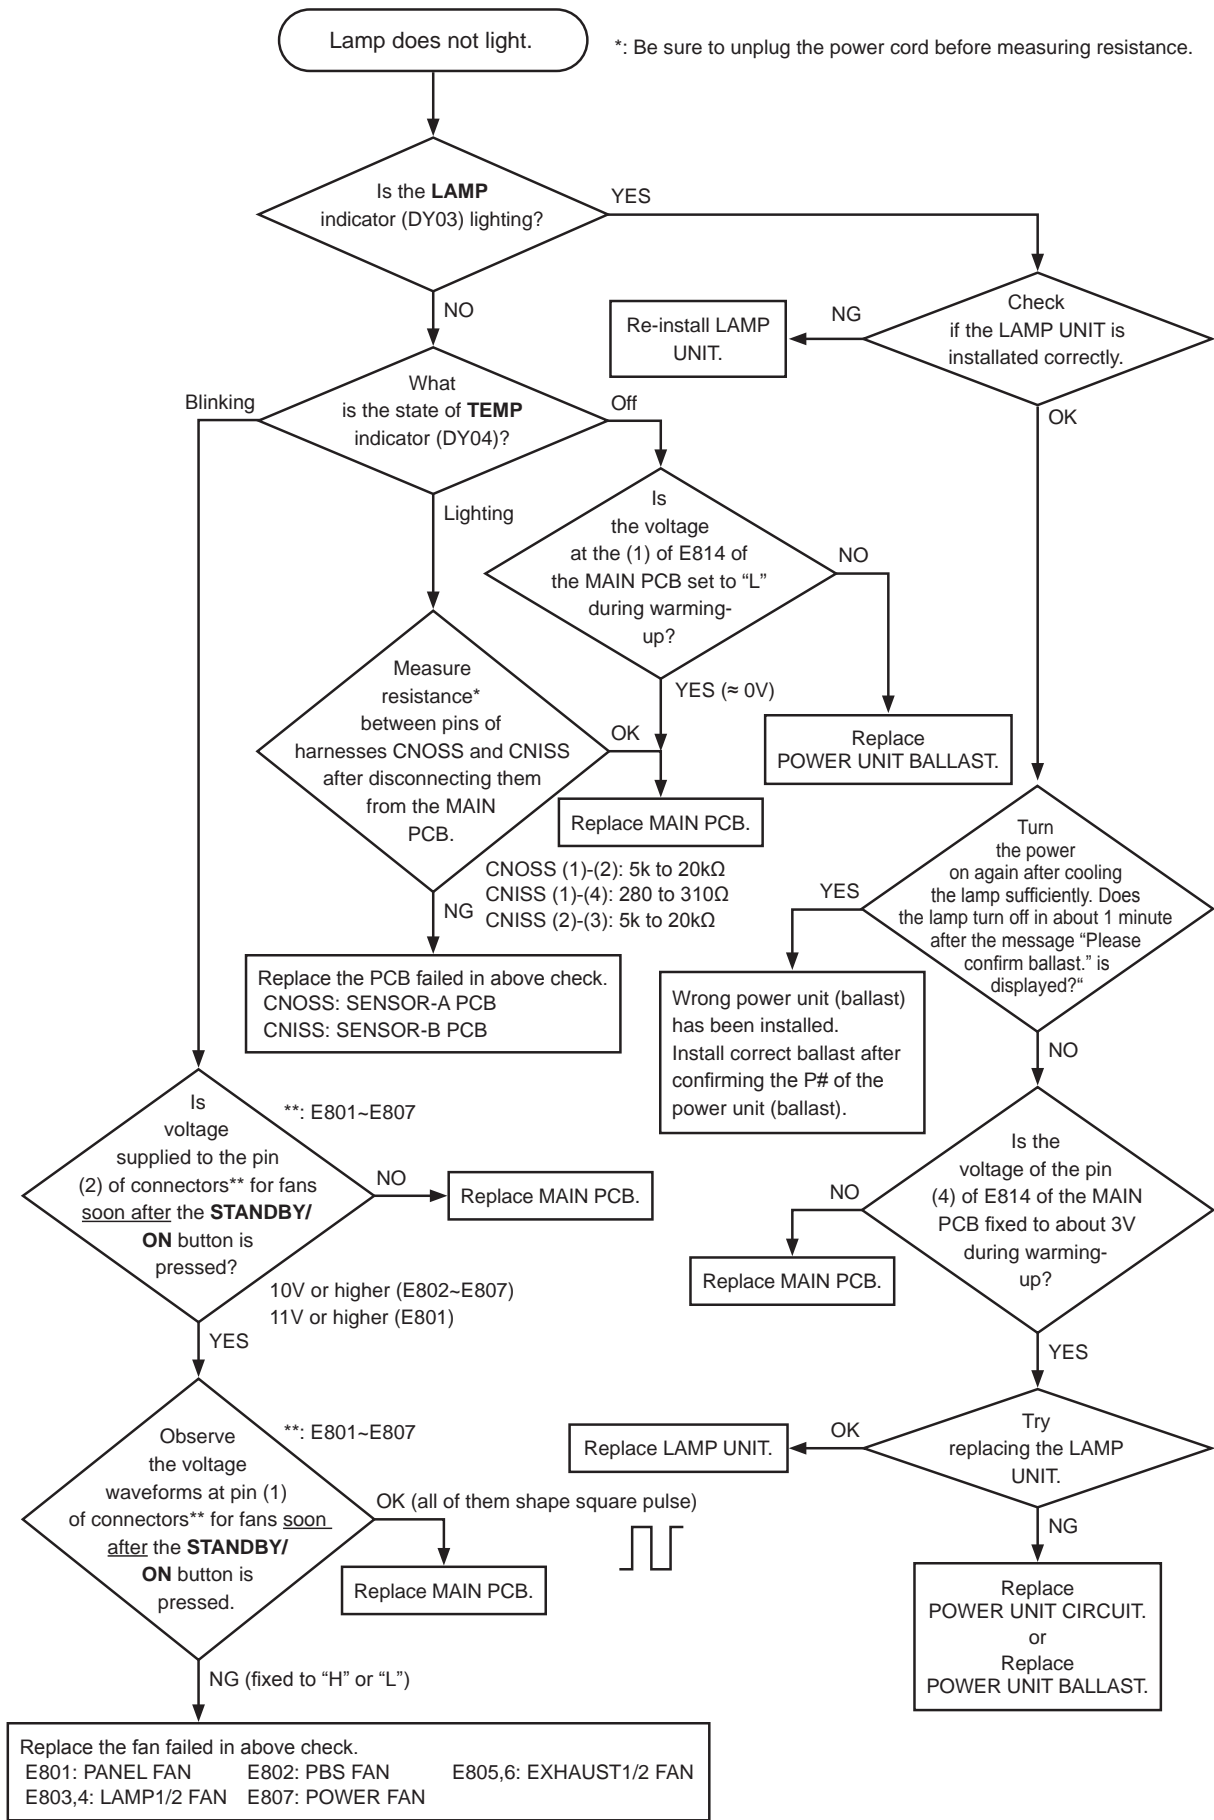 Lamp does not light.
*: Be sure to unplug the power cord before measuring resistance.
Is the LAMP
indicator (DY03) lighting?
YES
NO
Check
if the LAMP UNIT is
installated correctly.
NG
Re-install LAMP
UNIT.
OK
What
is the state of TEMP
indicator (DY04)?
Blinking
Off
Lighting
Is
the voltage
at the (1) of E814 of
the MAIN PCB set to “L”
during warming-
up?
NO
YES (≈ 0V)
Replace
POWER UNIT BALLAST.
Measure
resistance*
between pins of
harnesses CNOSS and CNISS
after disconnecting them
from the MAIN
PCB.
OK
Replace MAIN PCB.
CNOSS (1)-(2): 5k to 20kΩ
CNISS (1)-(4): 280 to 310Ω
CNISS (2)-(3): 5k to 20kΩ
NG
Replace the PCB failed in above check.
CNOSS: SENSOR-A PCB
CNISS: SENSOR-B PCB
Turn
the power
on again after cooling
the lamp sufficiently. Does
the lamp turn off in about 1 minute
after the message “Please
confirm ballast.” is
displayed?“
YES
NO
Wrong power unit (ballast)
has been installed.
Install correct ballast after
confirming the P# of the
power unit (ballast).
Is
voltage
supplied to the pin
(2) of connectors** for fans
soon after the STANDBY/
ON button is
pressed?
**: E801~E807
NO
Replace MAIN PCB.
10V or higher (E802~E807)
11V or higher (E801)
YES
Is the
voltage of the pin
(4) of E814 of the MAIN
PCB fixed to about 3V
during warming-
up?
NO
Replace MAIN PCB.
YES
Observe
the voltage
waveforms at pin (1)
of connectors** for fans soon
after the STANDBY/
ON button is
pressed.
**: E801~E807
OK (all of them shape square pulse)
Replace MAIN PCB.
NG (fixed to “H” or “L”)
Try
replacing the LAMP
UNIT.
OK
Replace LAMP UNIT.
NG
Replace
POWER UNIT CIRCUIT.
or
Replace
POWER UNIT BALLAST.
Replace the fan failed in above check.
E801: PANEL FAN E802: PBS FAN E805,6: EXHAUST1/2 FAN
E803,4: LAMP1/2 FAN E807: POWER FAN